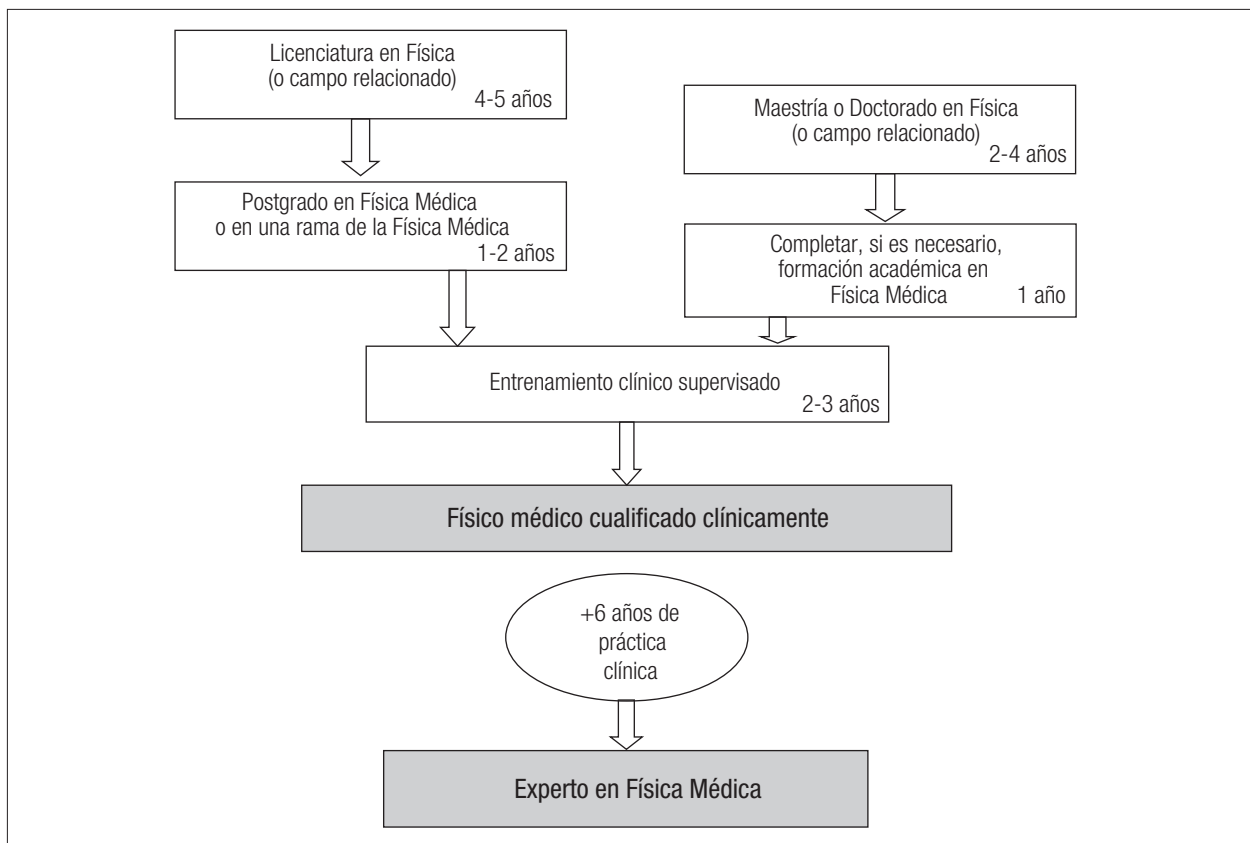 Licenciatura en Física
(o campo relacionado)
4-5 años
Maestría o Doctorado en Física
(o campo relacionado)
2-4 años
Postgrado en Física Médica
o en una rama de la Física Médica
1-2 años
Completar, si es necesario,
formación académica en
Física Médica
1 año
Entrenamiento clínico supervisado
2-3 años
Físico médico cualificado clínicamente
+6 años de
práctica
clínica
Experto en Física Médica